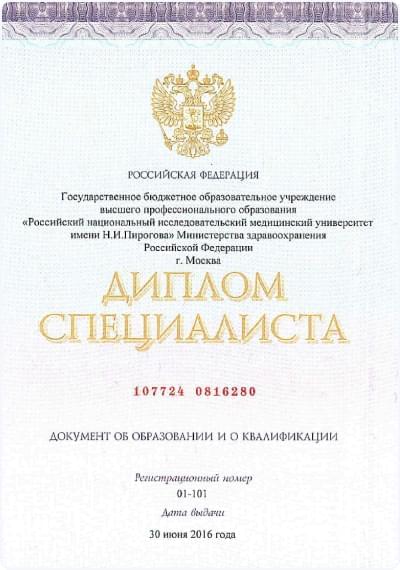 РОССИЙСКАЯ ФЕДЕРАЦИЯ
Государственное бюджетное образовательное учреждение
высшего профессионального образования
«Российский национальный исследовательский медицинский университет
имени Н.И.Пирогова» Министерства здравоохранения
Российской Федерации
г. Москва
ДИПЛОМ
СПЕЦИАЛИСТА
107724 0816280
ДОКУМЕНТ ОБ ОБРАЗОВАНИИ И О КВАЛИФИКАЦИИ
Регистрационный номер
01-101
Дата выдачи
30 июня 2016 года